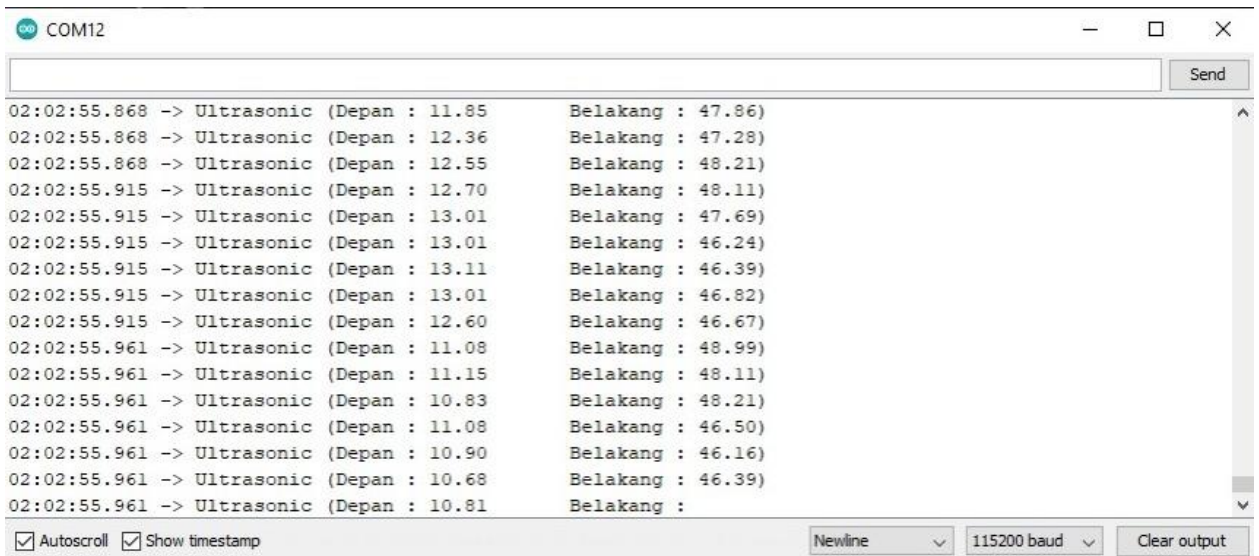 COM12
Send
02:02:55.868 -> Ultrasonic (Depan : 11.85 Belakang : 47.86)
02:02:55.868 -> Ultrasonic (Depan : 12.36 Belakang : 47.28)
02:02:55.868 -> Ultrasonic (Depan : 12.55 Belakang : 48.21)
02:02:55.915 -> Ultrasonic (Depan : 12.70 Belakang : 48.11)
02:02:55.915 -> Ultrasonic (Depan : 13.01 Belakang : 47.69)
02:02:55.915 -> Ultrasonic (Depan : 13.01 Belakang : 46.24)
02:02:55.915 -> Ultrasonic (Depan : 13.11 Belakang : 46.39)
02:02:55.915 -> Ultrasonic (Depan : 13.01 Belakang : 46.82)
02:02:55.915 -> Ultrasonic (Depan : 12.60 Belakang : 46.67)
02:02:55.961 -> Ultrasonic (Depan : 11.08 Belakang : 48.99)
02:02:55.961 -> Ultrasonic (Depan : 11.15 Belakang : 48.11)
02:02:55.961 -> Ultrasonic (Depan : 10.83 Belakang : 48.21)
02:02:55.961 -> Ultrasonic (Depan : 11.08 Belakang : 46.50)
02:02:55.961 -> Ultrasonic (Depan : 10.90 Belakang : 46.16)
02:02:55.961 -> Ultrasonic (Depan : 10.68 Belakang : 46.39)
02:02:55.961 -> Ultrasonic (Depan : 10.81 Belakang :
Autoscroll Show timestamp Newline 115200 baud Clear output